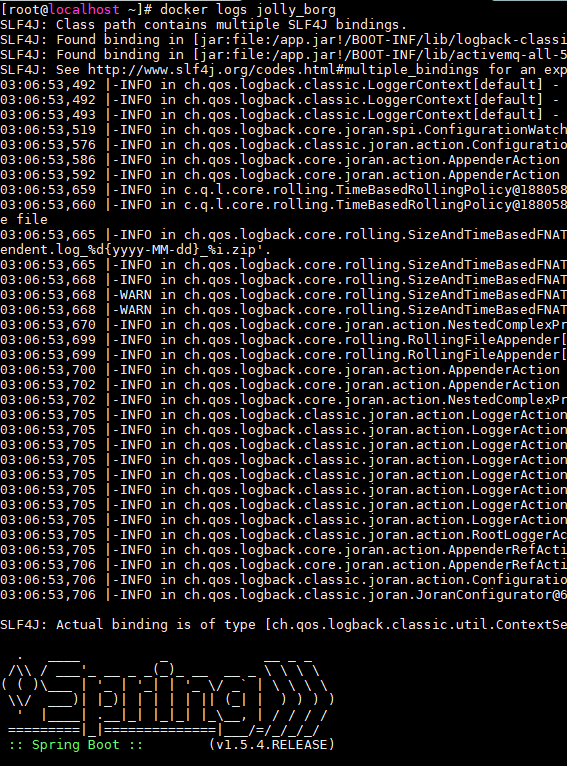 [root@localhost ~]# docker logs jolly_borg
SLF4J: Class path contains multiple SLF4J bindings.
SLF4J: Found binding in [jar:file:/app.jar!/BOOT-INF/lib/logback-classi
SLF4J: Found binding in [jar:file:/app.jar!/BOOT-INF/lib/activemq-all-5
SLF4J: See http://www.slf4j.org/codes.html#multiple_bindings for an exp
03:06:53,492 |-INFO in ch.qos.logback.classic.LoggerContext[default] -
03:06:53,492 |-INFO in ch.qos.logback.classic.LoggerContext[default] -
03:06:53,493 |-INFO in ch.qos.logback.classic.LoggerContext[default] -
03:06:53,519 |-INFO in ch.qos.logback.core.joran.spi.ConfigurationWatch
03:06:53,576 |-INFO in ch.qos.logback.classic.joran.action.Configuratio
03:06:53,586 |-INFO in ch.qos.logback.core.joran.action.AppenderAction
03:06:53,592 |-INFO in ch.qos.logback.core.joran.action.AppenderAction
03:06:53,659 |-INFO in c.q.l.core.rolling.TimeBasedRollingPolicy@188058
03:06:53,660 |-INFO in c.q.l.core.rolling.TimeBasedRollingPolicy@188058
e file
03:06:53,665 |-INFO in ch.qos.logback.core.rolling.SizeAndTimeBasedFNAT
endent.log_%d{yyyy-MM-dd}_%i.zip'.
03:06:53,665 |-INFO in ch.qos.logback.core.rolling.SizeAndTimeBasedFNAT
03:06:53,668 |-INFO in ch.qos.logback.core.rolling.SizeAndTimeBasedFNAT
03:06:53,668 |-WARN in ch.qos.logback.core.rolling.SizeAndTimeBasedFNAT
03:06:53,668 |-WARN in ch.qos.logback.core.rolling.SizeAndTimeBasedFNAT
03:06:53,670 |-INFO in ch.qos.logback.core.joran.action.NestedComplexPr
03:06:53,699 |-INFO in ch.qos.logback.core.rolling.RollingFileAppender[
03:06:53,699 |-INFO in ch.qos.logback.core.rolling.RollingFileAppender[
03:06:53,700 |-INFO in ch.qos.logback.core.joran.action.AppenderAction
03:06:53,702 |-INFO in ch.qos.logback.core.joran.action.AppenderAction
03:06:53,702 |-INFO in ch.qos.logback.core.joran.action.NestedComplexPr
03:06:53,705 |-INFO in ch.qos.logback.classic.joran.action.LoggerAction
03:06:53,705 |-INFO in ch.qos.logback.classic.joran.action.LoggerAction
03:06:53,705 |-INFO in ch.qos.logback.classic.joran.action.LoggerAction
03:06:53,705 |-INFO in ch.qos.logback.classic.joran.action.LoggerAction
03:06:53,705 |-INFO in ch.qos.logback.classic.joran.action.LoggerAction
03:06:53,705 |-INFO in ch.qos.logback.classic.joran.action.LoggerAction
03:06:53,705 |-INFO in ch.qos.logback.classic.joran.action.LoggerAction
03:06:53,705 |-INFO in ch.qos.logback.classic.joran.action.LoggerAction
03:06:53,705 |-INFO in ch.qos.logback.classic.joran.action.RootLoggerAc
03:06:53,705 |-INFO in ch.qos.logback.core.joran.action.AppenderRefActi
03:06:53,706 |-INFO in ch.qos.logback.core.joran.action.AppenderRefActi
03:06:53,706 |-INFO in ch.qos.logback.classic.joran.action.Configuratio
03:06:53,706 |-INFO in ch.qos.logback.classic.joran.JoranConfigurator@6
SLF4J: Actual binding is of type [ch.qos.logback.classic.util.ContextSe
  .   ____          _            __ _ _
 /\\ / ___'_ __ _ _(_)_ __  __ _ \ \ \ \
( ( )\___ | '_ | '_| | '_ \/ _` | \ \ \ \
 \\/  ___)| |_)| | | | | || (_| |  ) ) ) )
  '  |____| .__|_| |_|_| |_\__, | / / / /
 =========|_|==============|___/=/_/_/_/
 :: Spring Boot ::        (v1.5.4.RELEASE)